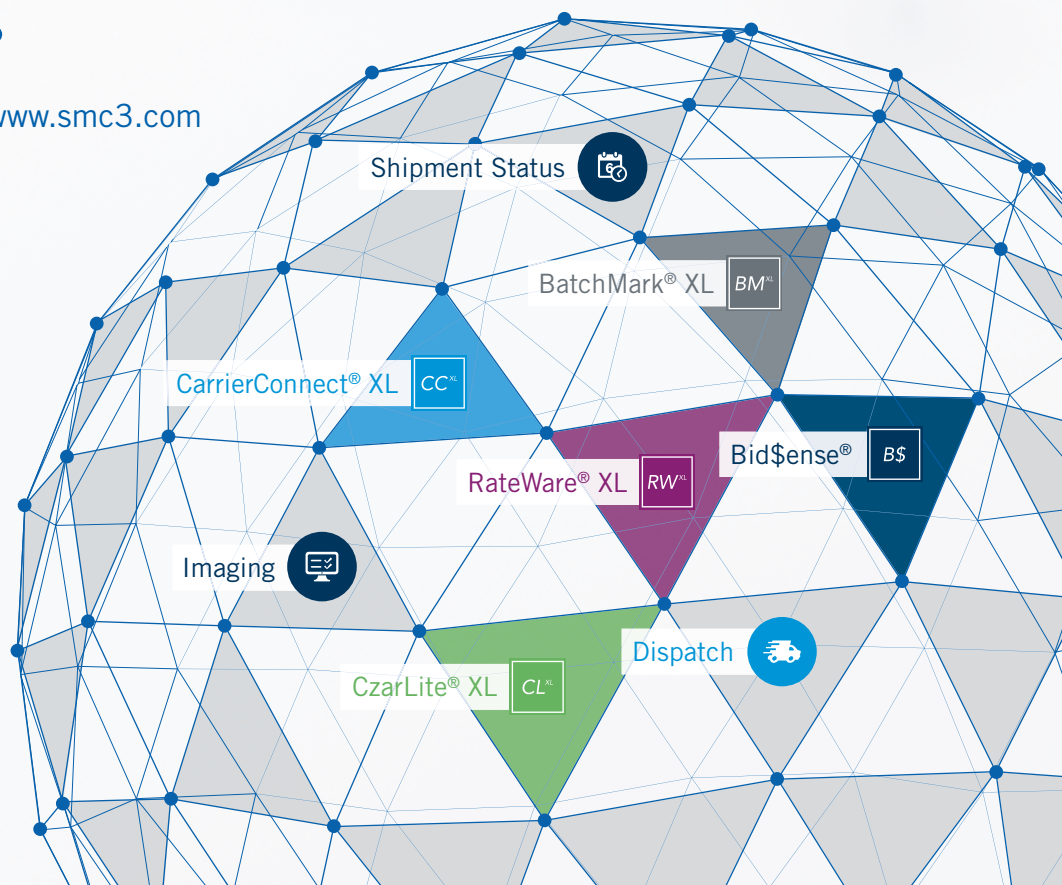 www.smc3.com
Shipment Status
6
BatchMark® XL
BM XL
CarrierConnect® XL
CC XL
Bid$ense®
B$
RateWare® XL
RW XL
Imaging
Dispatch
CzarLite® XL
CL XL